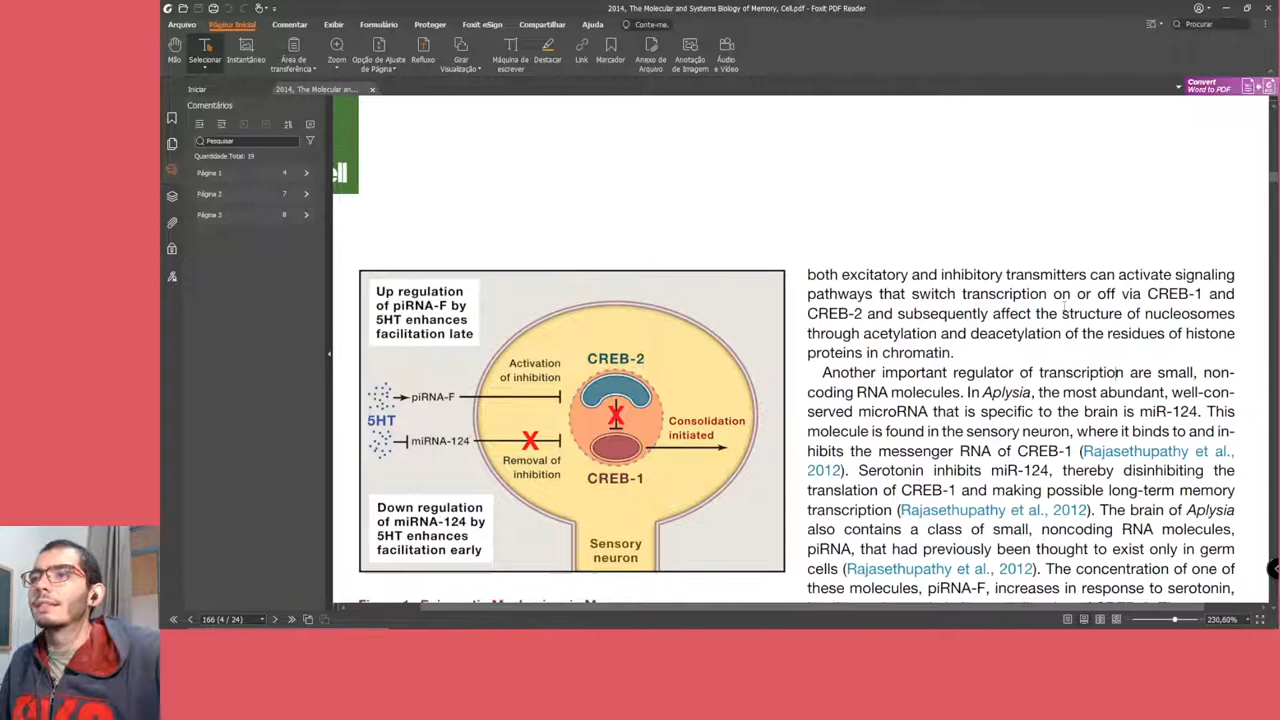 2014, The Molecular and Systems Biology of Memory, Cell.pdf - Foxit PDF Reader
Arquivo Página Inicial Comentar Exibir Formulário Proteger Foxit eSign Compartilhar Ajuda Conte-me. Procurar
Mão Selecionar Instantâneo Área de transferência Zoom Opção de Ajuste de Página Refluxo Girar Visualização Máquina de escrever Destacar Link Marcador Anexo de Arquivo Anotação de Imagem Áudio e Vídeo
Iniciar 2014, The Molecular an...
Convert
Word to PDF
Comentários
Pesquisar
Quantidade Total: 19
Página 1 4
Página 2 7
Página 3 8
ell
Up regulation
of piRNA-F by
5HT enhances
facilitation late
Activation
of inhibition
CREB-2
piRNA-F
5HT
X
Consolidation
initiated
miRNA-124
X
Removal of
inhibition
CREB-1
Down regulation
of miRNA-124 by
5HT enhances
facilitation early
Sensory
neuron
both excitatory and inhibitory transmitters can activate signaling
pathways that switch transcription on or off via CREB-1 and
CREB-2 and subsequently affect the structure of nucleosomes
through acetylation and deacetylation of the residues of histone
proteins in chromatin.
Another important regulator of transcription are small, non-
coding RNA molecules. In Aplysia, the most abundant, well-con-
served microRNA that is specific to the brain is miR-124. This
molecule is found in the sensory neuron, where it binds to and in-
hibits the messenger RNA of CREB-1 (Rajasethupathy et al.,
2012). Serotonin inhibits miR-124, thereby disinhibiting the
translation of CREB-1 and making possible long-term memory
transcription (Rajasethupathy et al., 2012). The brain of Aplysia
also contains a class of small, noncoding RNA molecules,
piRNA, that had previously been thought to exist only in germ
cells (Rajasethupathy et al., 2012). The concentration of one of
these molecules, piRNA-F, increases in response to serotonin,
166 (4 / 24)
230,60%